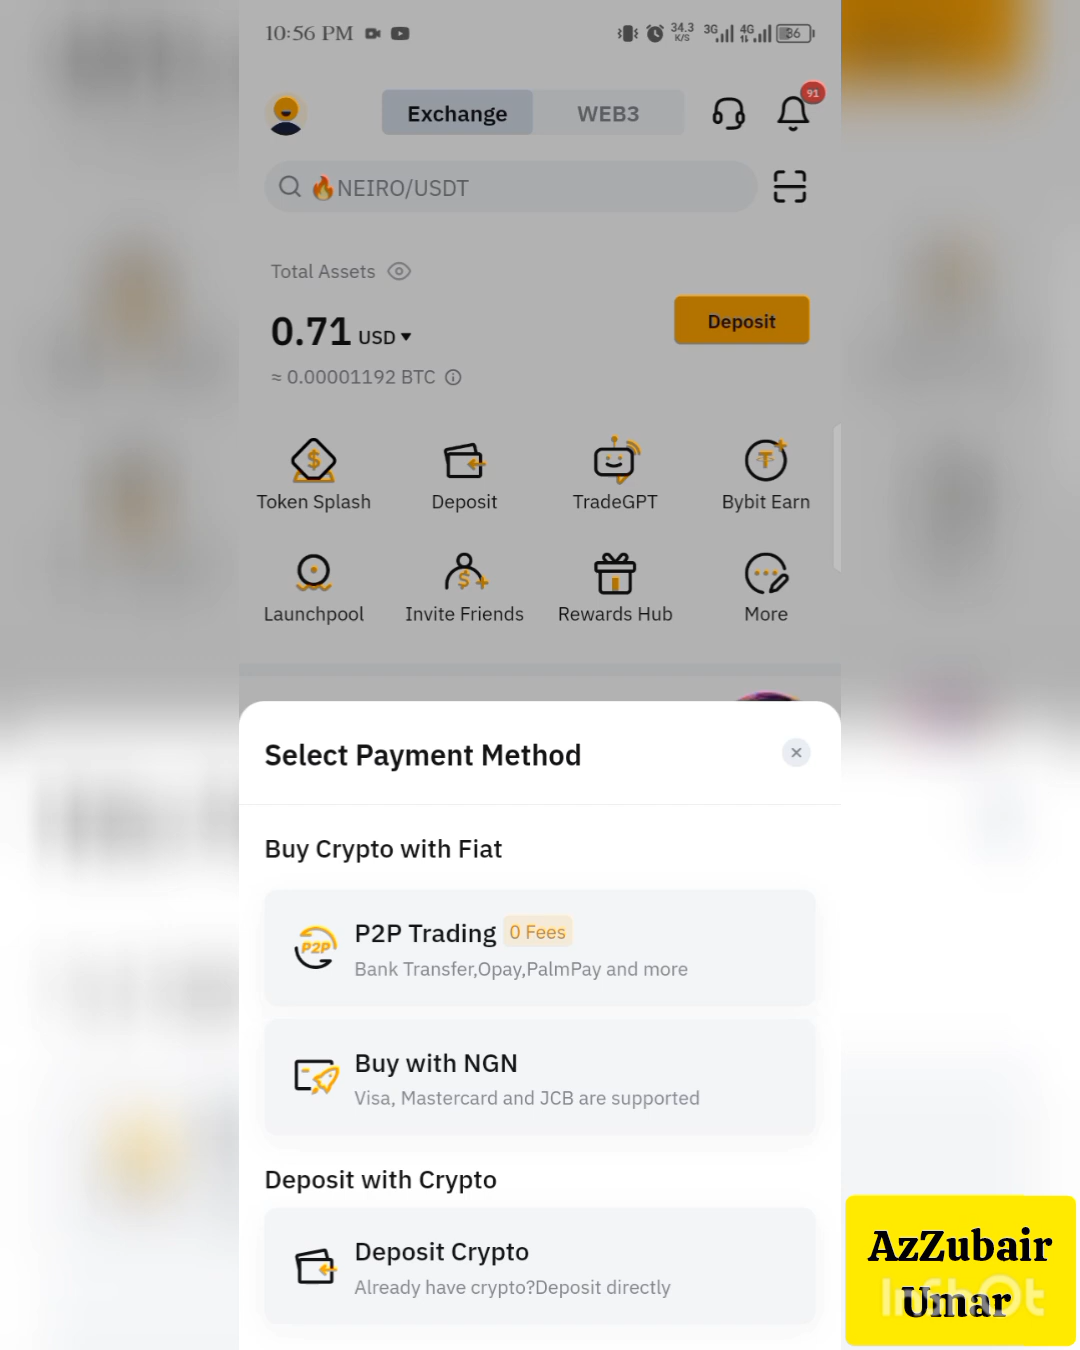 10:56 PM
34.3
K/S
3G
4G
36
Exchange
WEB3
91
🔥NEIRO/USDT
Total Assets
0.71 USD
Deposit
≈ 0.00001192 BTC
$
Token Splash
Deposit
TradeGPT
Bybit Earn
Launchpool
Invite Friends
Rewards Hub
More
Select Payment Method
Buy Crypto with Fiat
P2P
P2P Trading
0 Fees
Bank Transfer,Opay,PalmPay and more
Buy with NGN
Visa, Mastercard and JCB are supported
Deposit with Crypto
Deposit Crypto
Already have crypto?Deposit directly
AzZubair
Umar
InShOt